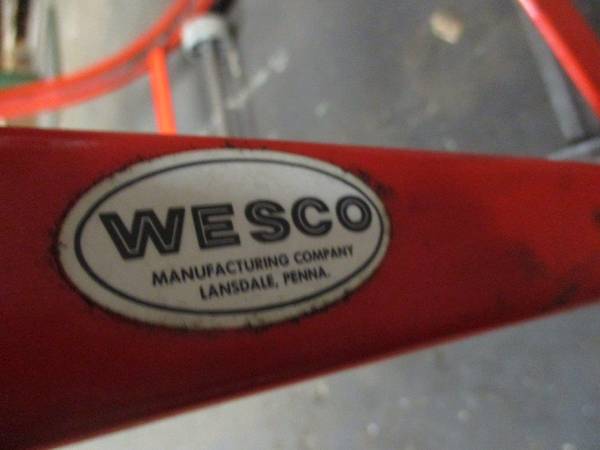 WESCO
MANUFACTURING COMPANY
LANSDALE, PENNA.